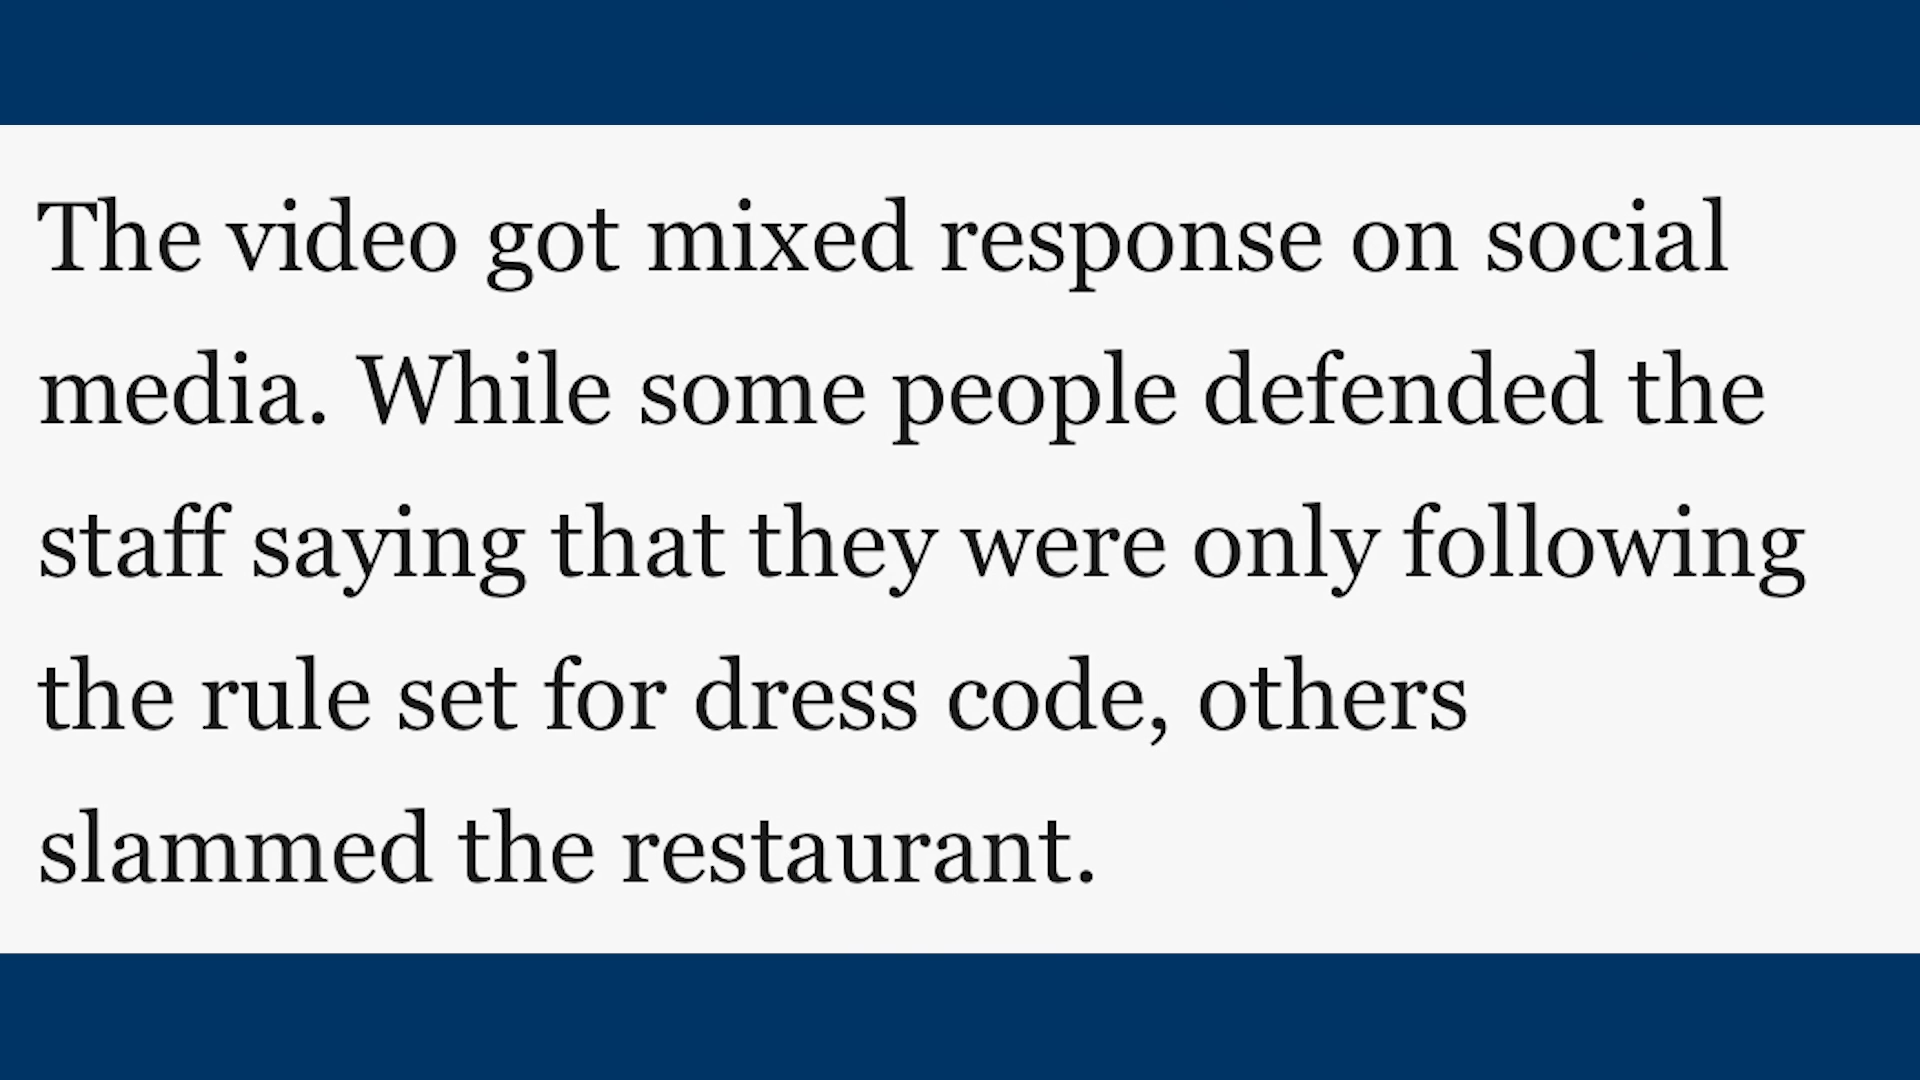 The video got mixed response on social
media. While some people defended the
staff saying that they were only following
the rule set for dress code, others
slammed the restaurant.